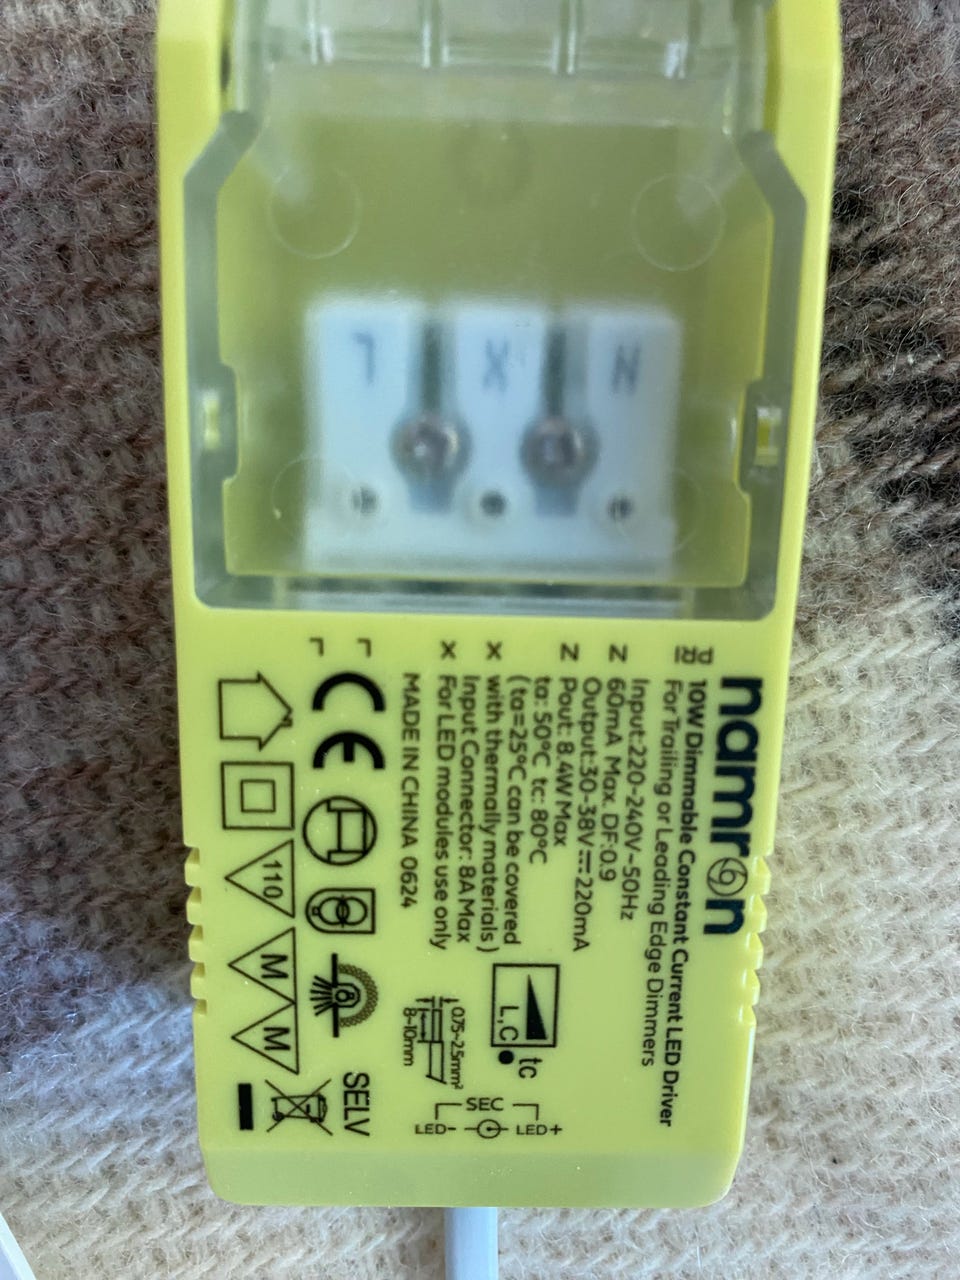 L X N
PRI
N
N
X
X
L
L
namron
10W Dimmable Constant Current LED Driver
For Trailing or Leading Edge Dimmers
Input:220-240V~50Hz
60mA Max. DF:0.9
Output:30-38V⎓220mA
Pout: 8.4W Max
ta: 50°C tc: 80°C
(ta=25°C can be covered
with thermally materials)
Input Connector: 8A Max
For LED modules use only
MADE IN CHINA 0624
L,C
tc
0.75~2.5mm²
8~10mm
SEC
LED- LED+
CE
SELV
110
M
M